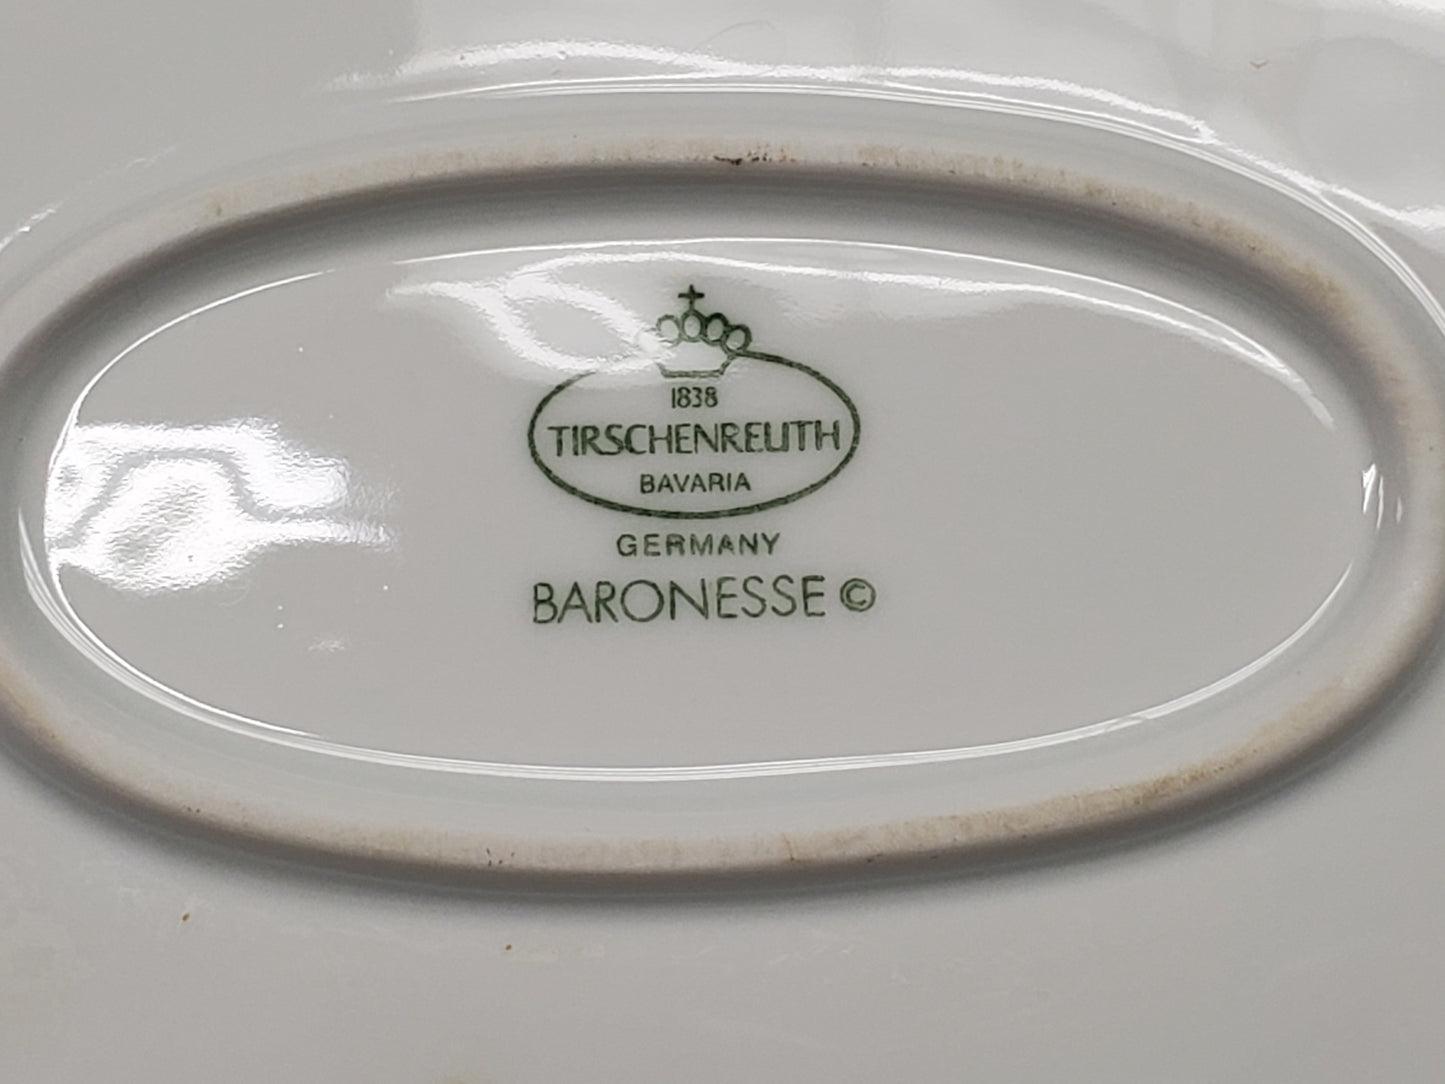 1838
TIRSCHENREUTH
BAVARIA
GERMANY
BARONESSE ©